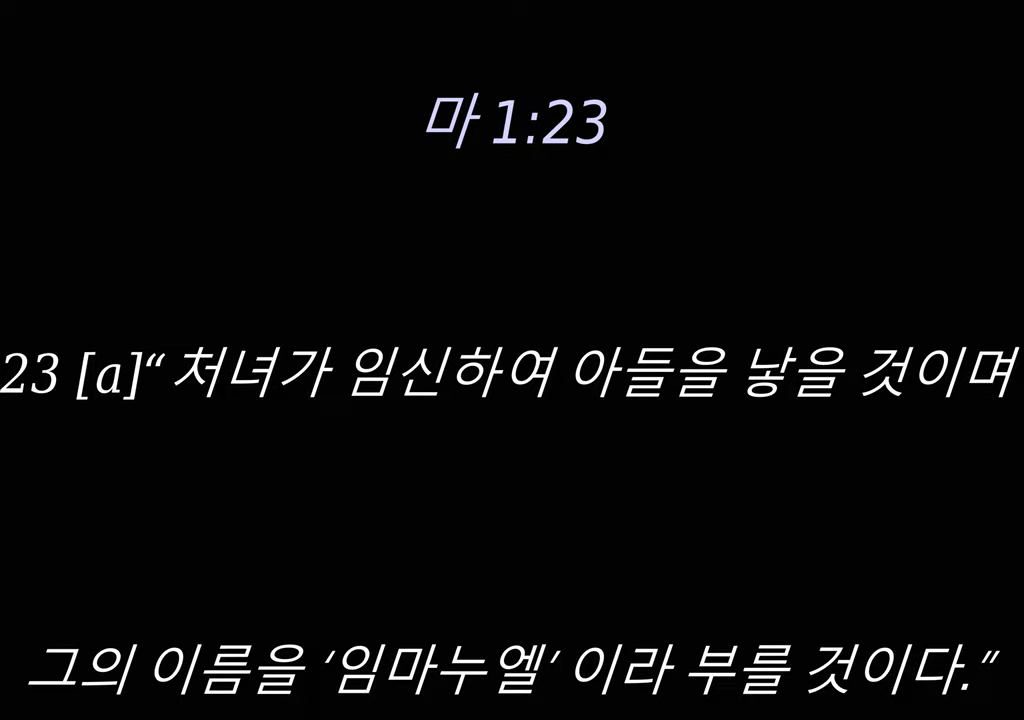 마 1:23
23 [a]“ 처녀가 임신하여 아들을 낳을 것이며
그의 이름을 ‘임마누엘’ 이라 부를 것이다.”